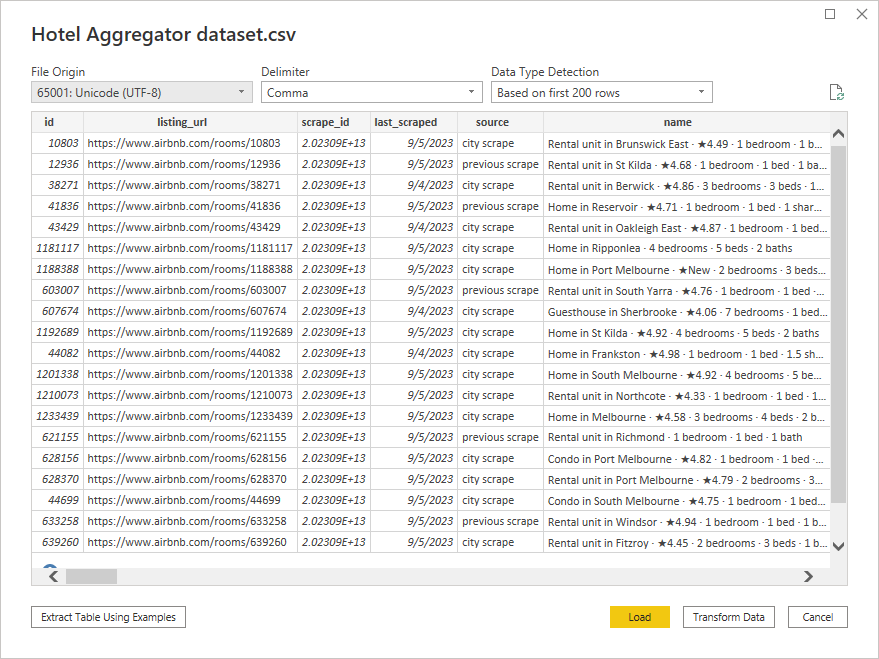 Hotel Aggregator dataset.csv
File Origin Delimiter Data Type Detection
65001: Unicode (UTF-8) Comma Based on first 200 rows
id listing_url scrape_id last_scraped source name
10803 https://www.airbnb.com/rooms/10803 2.02309E+13 9/5/2023 city scrape Rental unit in Brunswick East · ★4.49 · 1 bedroom · 1 b...
12936 https://www.airbnb.com/rooms/12936 2.02309E+13 9/5/2023 previous scrape Rental unit in St Kilda · ★4.68 · 1 bedroom · 1 bed · 1 ba...
38271 https://www.airbnb.com/rooms/38271 2.02309E+13 9/4/2023 city scrape Rental unit in Berwick · ★4.86 · 3 bedrooms · 3 beds · 1...
41836 https://www.airbnb.com/rooms/41836 2.02309E+13 9/5/2023 previous scrape Home in Reservoir · ★4.71 · 1 bedroom · 1 bed · 1 shar...
43429 https://www.airbnb.com/rooms/43429 2.02309E+13 9/4/2023 city scrape Rental unit in Oakleigh East · ★4.87 · 1 bedroom · 1 bed...
1181117 https://www.airbnb.com/rooms/1181117 2.02309E+13 9/5/2023 city scrape Home in Ripponlea · 4 bedrooms · 5 beds · 2 baths
1188388 https://www.airbnb.com/rooms/1188388 2.02309E+13 9/5/2023 city scrape Home in Port Melbourne · ★New · 2 bedrooms · 3 beds...
603007 https://www.airbnb.com/rooms/603007 2.02309E+13 9/5/2023 previous scrape Rental unit in South Yarra · ★4.76 · 1 bedroom · 1 bed ·...
607674 https://www.airbnb.com/rooms/607674 2.02309E+13 9/4/2023 city scrape Guesthouse in Sherbrooke · ★4.06 · 7 bedrooms · 1 bed...
1192689 https://www.airbnb.com/rooms/1192689 2.02309E+13 9/5/2023 city scrape Home in St Kilda · ★4.92 · 4 bedrooms · 5 beds · 2 baths
44082 https://www.airbnb.com/rooms/44082 2.02309E+13 9/4/2023 city scrape Home in Frankston · ★4.98 · 1 bedroom · 1 bed · 1.5 sh...
1201338 https://www.airbnb.com/rooms/1201338 2.02309E+13 9/5/2023 city scrape Home in South Melbourne · ★4.92 · 4 bedrooms · 5 be...
1210073 https://www.airbnb.com/rooms/1210073 2.02309E+13 9/5/2023 city scrape Rental unit in Northcote · ★4.33 · 1 bedroom · 1 bed · 1...
1233439 https://www.airbnb.com/rooms/1233439 2.02309E+13 9/5/2023 city scrape Home in Melbourne · ★4.58 · 3 bedrooms · 4 beds · 2 b...
621155 https://www.airbnb.com/rooms/621155 2.02309E+13 9/5/2023 previous scrape Rental unit in Richmond · 1 bedroom · 1 bed · 1 bath
628156 https://www.airbnb.com/rooms/628156 2.02309E+13 9/5/2023 city scrape Condo in Port Melbourne · ★4.82 · 1 bedroom · 1 bed ·...
628370 https://www.airbnb.com/rooms/628370 2.02309E+13 9/5/2023 city scrape Rental unit in Port Melbourne · ★4.79 · 2 bedrooms · 3...
44699 https://www.airbnb.com/rooms/44699 2.02309E+13 9/5/2023 city scrape Condo in South Melbourne · ★4.75 · 1 bedroom · 1 bed...
633258 https://www.airbnb.com/rooms/633258 2.02309E+13 9/5/2023 previous scrape Rental unit in Windsor · ★4.94 · 1 bedroom · 1 bed · 1 b...
639260 https://www.airbnb.com/rooms/639260 2.02309E+13 9/5/2023 city scrape Rental unit in Fitzroy · ★4.45 · 2 bedrooms · 3 beds · 1 b...
Extract Table Using Examples Load Transform Data Cancel